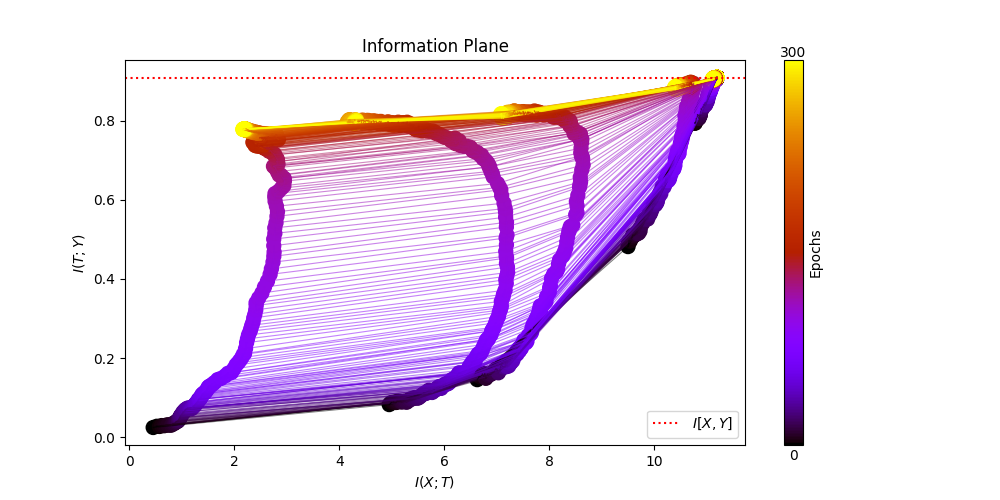 Information Plane
300
0.8
0.6
0.4
0.2
0.0
I(T; Y)
Epochs
I[X, Y]
0
0 2 4 6 8 10
I(X; T)